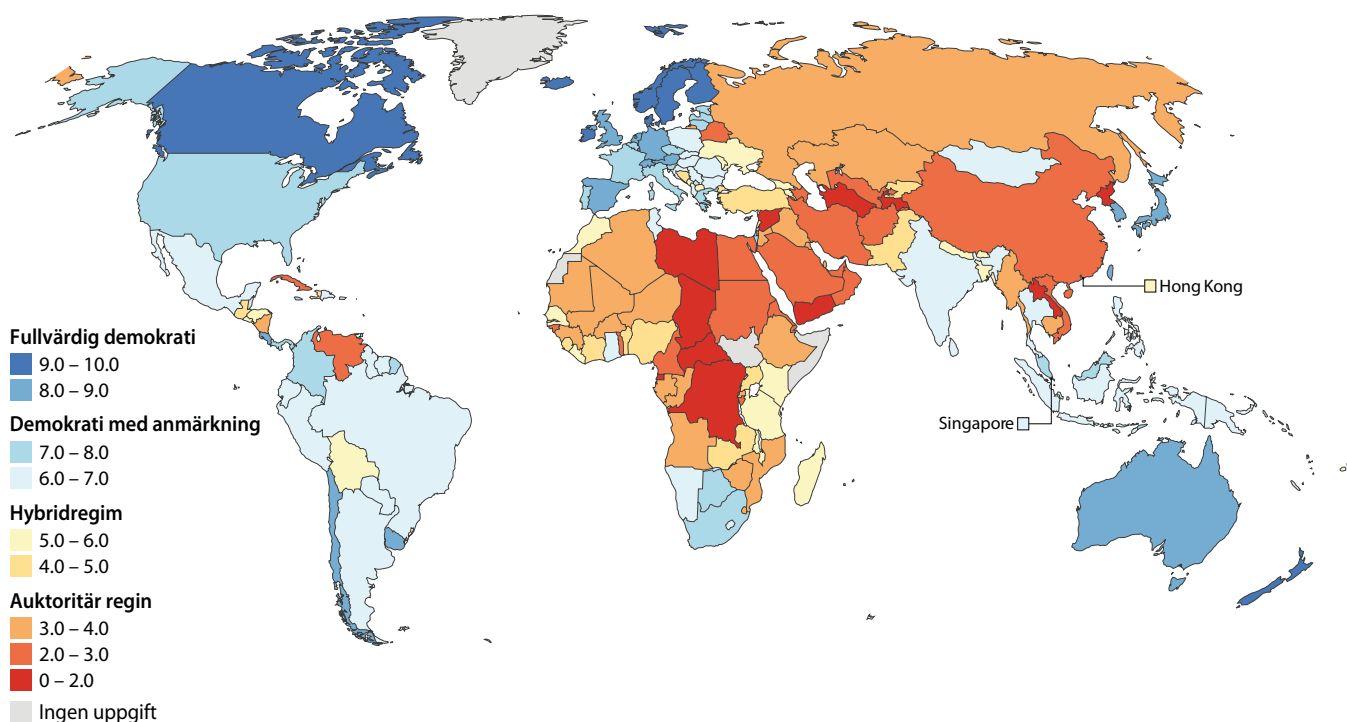 Hong Kong
Singapore
Fullvärdig demokrati
9.0 – 10.0
8.0 – 9.0
Demokrati med anmärkning
7.0 – 8.0
6.0 – 7.0
Hybridregim
5.0 – 6.0
4.0 – 5.0
Auktoritär regin
3.0 – 4.0
2.0 – 3.0
0 – 2.0
Ingen uppgift